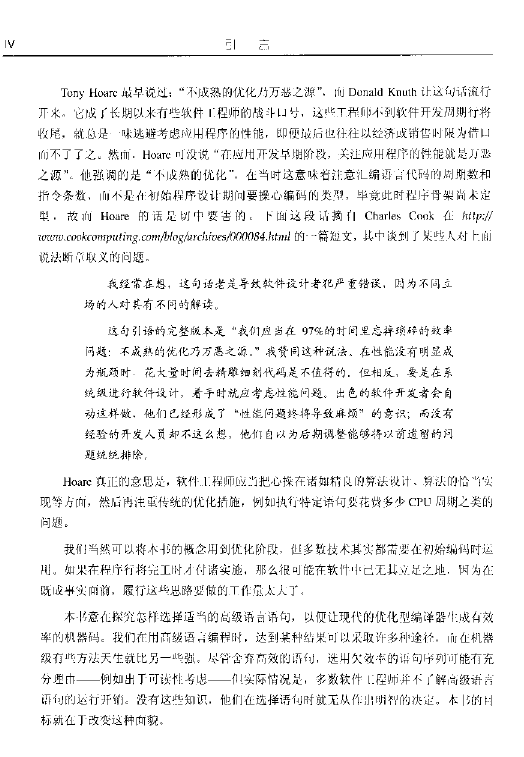 IV
引 言
Tony Hoare 最早说过：“不成熟的优化乃万恶之源”，而 Donald Knuth 让这句话流行
开来。它成了长期以来有些软件工程师的战斗口号，这些工程师不到软件开发周期行将
收尾，就总是一味逃避考虑应用程序的性能，即便最后也往往以经济或销售时限为借口
而不了了之。然而，Hoare 可没说“在应用开发早期阶段，关注应用程序的性能就是万恶
之源”。他强调的是“不成熟的优化”。在当时这意味着注意汇编语言代码的周期数和
指令条数，而不是在初始程序设计期间要操心编码的类型，毕竟此时程序骨架尚未定
型，故而 Hoare 的话是切中要害的。下面这段话摘自 Charles Cook 在 http://
www.cookcomputing.com/blog/archives/000084.html 的一篇短文，其中谈到了某些人对上面
说法断章取义的问题。
我经常在想，这句话老是导致软件设计者犯严重错误，因为不同立
场的人对其有不同的解读。
这句引语的完整版本是“我们应当在 97%的时间里忘掉琐碎的效率
问题：不成熟的优化乃万恶之源。”我赞同这种说法，在性能没有明显成
为瓶颈时，花大量时间去精雕细刻代码是不值得的。但相反，要是在系
统级进行软件设计，着手时就应考虑性能问题。出色的软件开发者会自
动这样做，他们已经形成了“性能问题终将导致麻烦”的意识；而没有
经验的开发人员却不这么想，他们自以为后期调整能够将以前遗留的问
题统统排除。
Hoare 真正的意思是，软件工程师应当把心操在诸如精良的算法设计、算法的恰当实
现等方面，然后再注重传统的优化措施，例如执行特定语句要花费多少 CPU 周期之类的
问题。
我们当然可以将本书的概念用到优化阶段，但多数技术其实都需要在初始编码时运
用。如果在程序行将完工时才付诸实施，那么很可能在软件中已无其立足之地，因为在
既成事实面前，履行这些思路要做的工作量太大了。
本书意在探究怎样选择适当的高级语言语句，以便让现代的优化型编译器生成有效
率的机器码。我们在用高级语言编程时，达到某种结果可以采取许多种途径，而在机器
级有些方法天生就比另一些强。尽管舍弃高效的语句，选用欠效率的语句序列可能有充
分理由——例如出于可读性考虑——但实际情况是，多数软件工程师并不了解高级语言
语句的运行开销。没有这些知识，他们在选择语句时就无从作出明智的决定。本书的目
标就在于改变这种面貌。